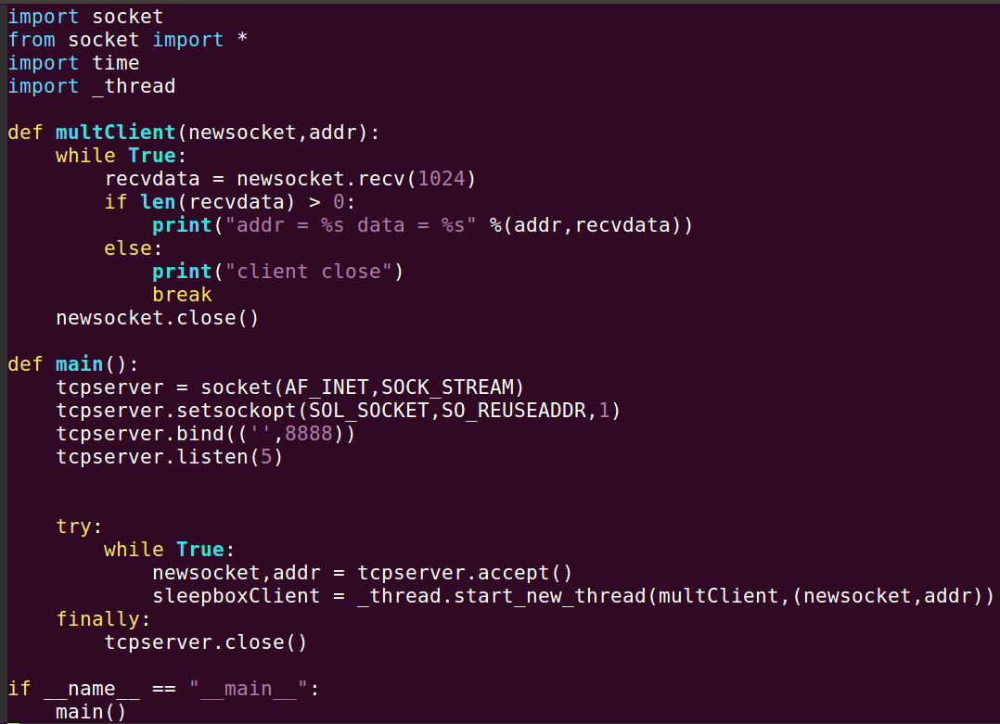 import socket
from socket import *
import time
import _thread

def multClient(newsocket,addr):
    while True:
        recvdata = newsocket.recv(1024)
        if len(recvdata) > 0:
            print("addr = %s data = %s" %(addr,recvdata))
        else:
            print("client close")
            break
    newsocket.close()

def main():
    tcpserver = socket(AF_INET,SOCK_STREAM)
    tcpserver.setsockopt(SOL_SOCKET,SO_REUSEADDR,1)
    tcpserver.bind(('',8888))
    tcpserver.listen(5)


    try:
        while True:
            newsocket,addr = tcpserver.accept()
            sleepboxClient = _thread.start_new_thread(multClient,(newsocket,addr))
    finally:
        tcpserver.close()

if __name__ == "__main__":
    main()